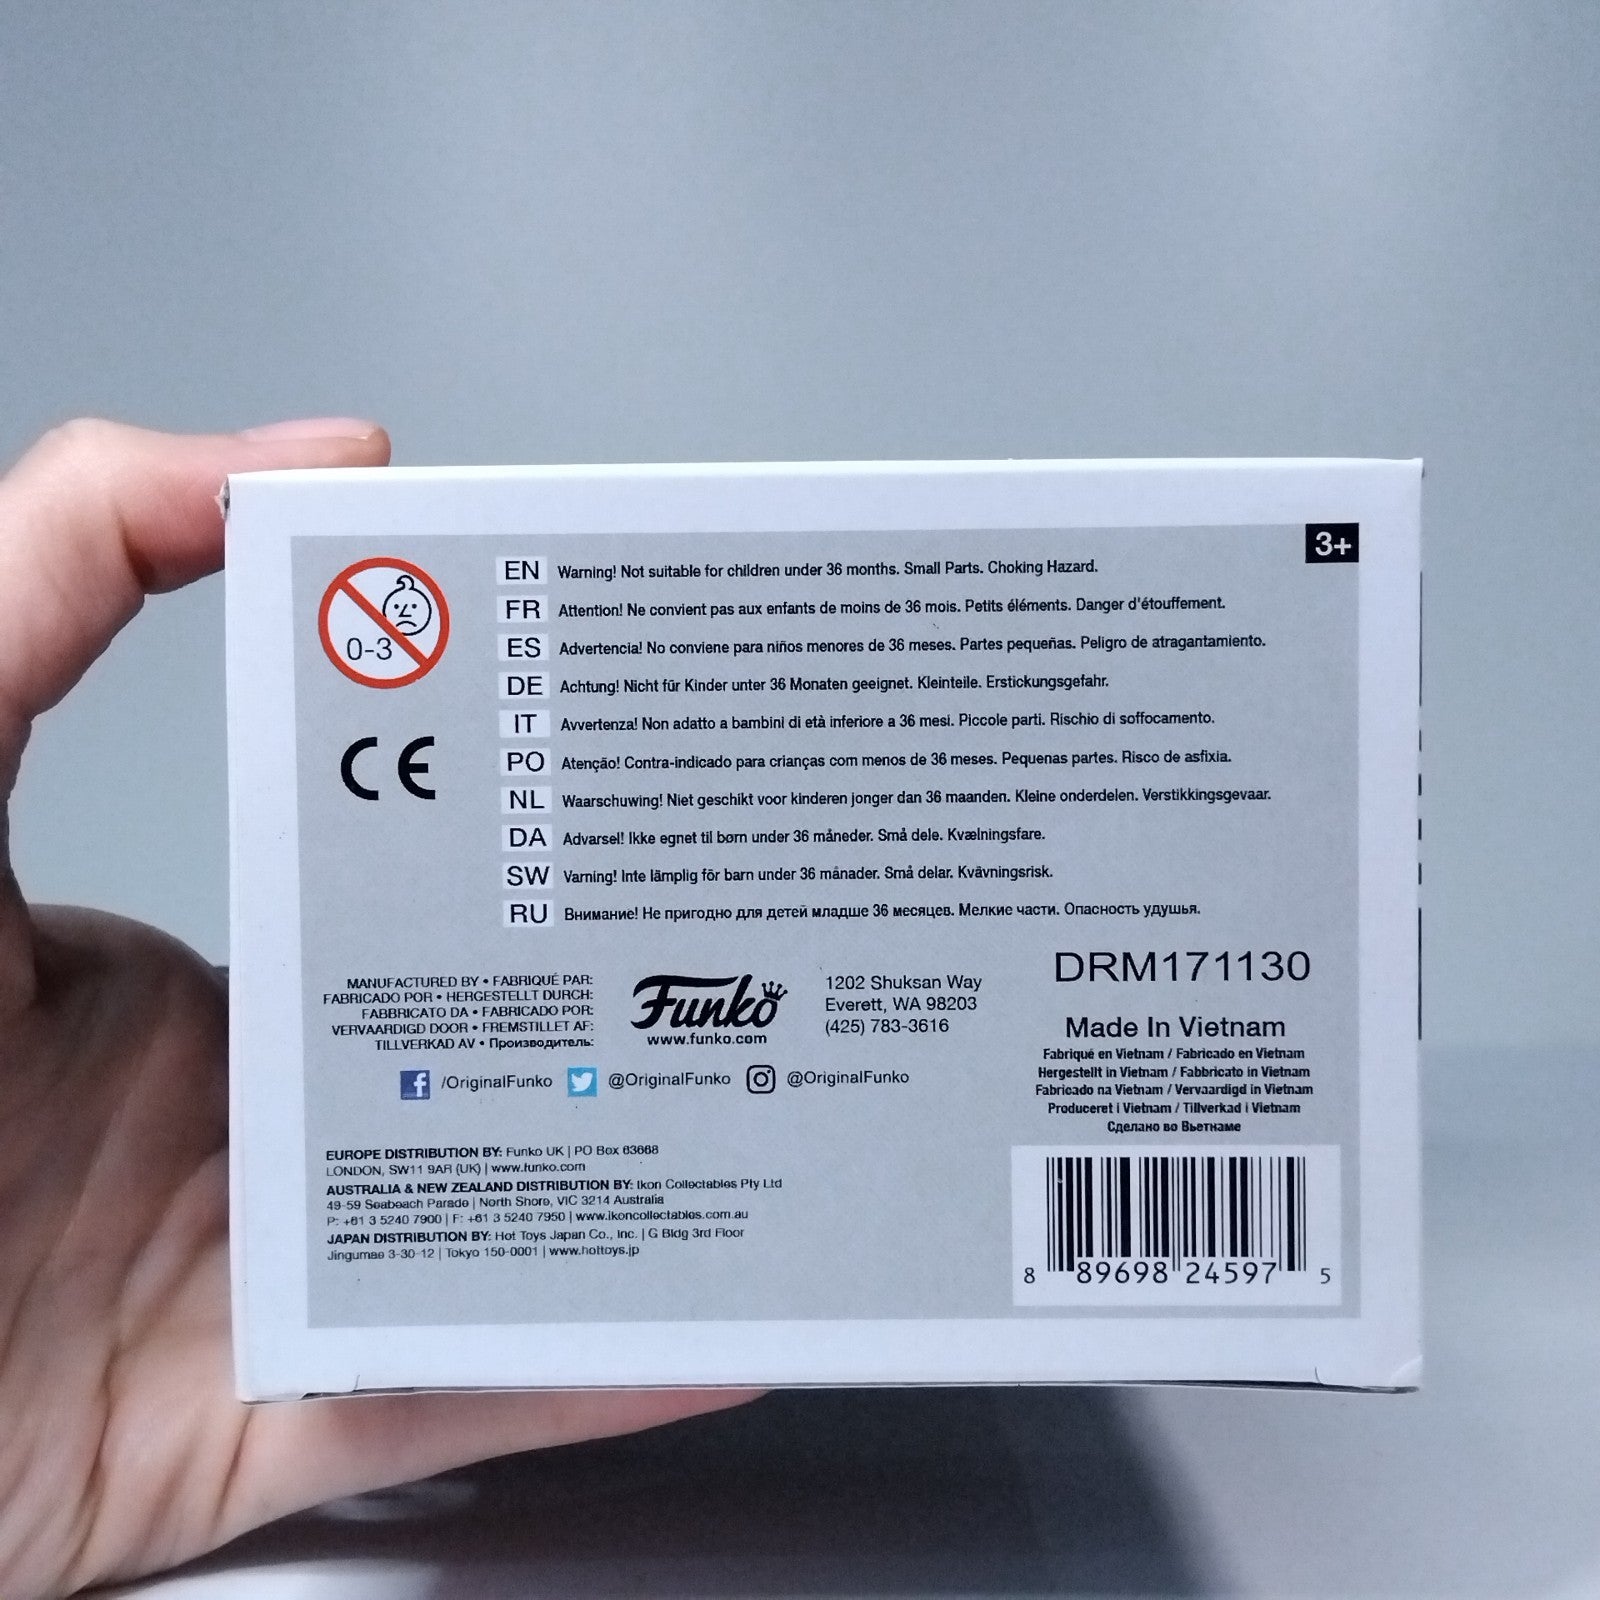 3+
0-3
CE
EN Warning! Not suitable for children under 36 months. Small Parts. Choking Hazard.
FR Attention! Ne convient pas aux enfants de moins de 36 mois. Petits éléments. Danger d'étouffement.
ES Advertencia! No conviene para niños menores de 36 meses. Partes pequeñas. Peligro de atragantamiento.
DE Achtung! Nicht für Kinder unter 36 Monaten geeignet. Kleinteile. Erstickungsgefahr.
IT Avvertenza! Non adatto a bambini di età inferiore a 36 mesi. Piccole parti. Rischio di soffocamento.
PO Atenção! Contra-indicado para crianças com menos de 36 meses. Pequenas partes. Risco de asfixia.
NL Waarschuwing! Niet geschikt voor kinderen jonger dan 36 maanden. Kleine onderdelen. Verstikkingsgevaar.
DA Advarsel! Ikke egnet til børn under 36 måneder. Små dele. Kvælningsfare.
SW Varning! Inte lämplig för barn under 36 månader. Små delar. Kvävningsrisk.
RU Внимание! Не пригодно для детей младше 36 месяцев. Мелкие части. Опасность удушья.
MANUFACTURED BY • FABRIQUÉ PAR:
FABRICADO POR • HERGESTELLT DURCH:
FABBRICATO DA • FABRICADO POR:
VERVAARDIGD DOOR • FREMSTILLET AF:
TILLVERKAD AV • Производитель:
Funko
www.funko.com
1202 Shuksan Way
Everett, WA 98203
(425) 783-3616
/OriginalFunko @OriginalFunko @OriginalFunko
DRM171130
Made In Vietnam
Fabriqué en Vietnam / Fabricado en Vietnam
Hergestellt in Vietnam / Fabbricato in Vietnam
Fabricado na Vietnam / Vervaardigd in Vietnam
Produceret i Vietnam / Tillverkad i Vietnam
Сделано во Вьетнаме
EUROPE DISTRIBUTION BY: Funko UK | PO Box 63668
LONDON, SW11 9AR (UK) | www.funko.com
AUSTRALIA & NEW ZEALAND DISTRIBUTION BY: Ikon Collectables Pty Ltd
49-59 Seabeach Parade | North Shore, VIC 3214 Australia
P: +61 3 5240 7900 | F: +61 3 5240 7950 | www.ikoncollectables.com.au
JAPAN DISTRIBUTION BY: Hot Toys Japan Co., Inc. | G Bldg 3rd Floor
Jingumae 3-30-12 | Tokyo 150-0001 | www.hottoys.jp
8 89698 24597 5